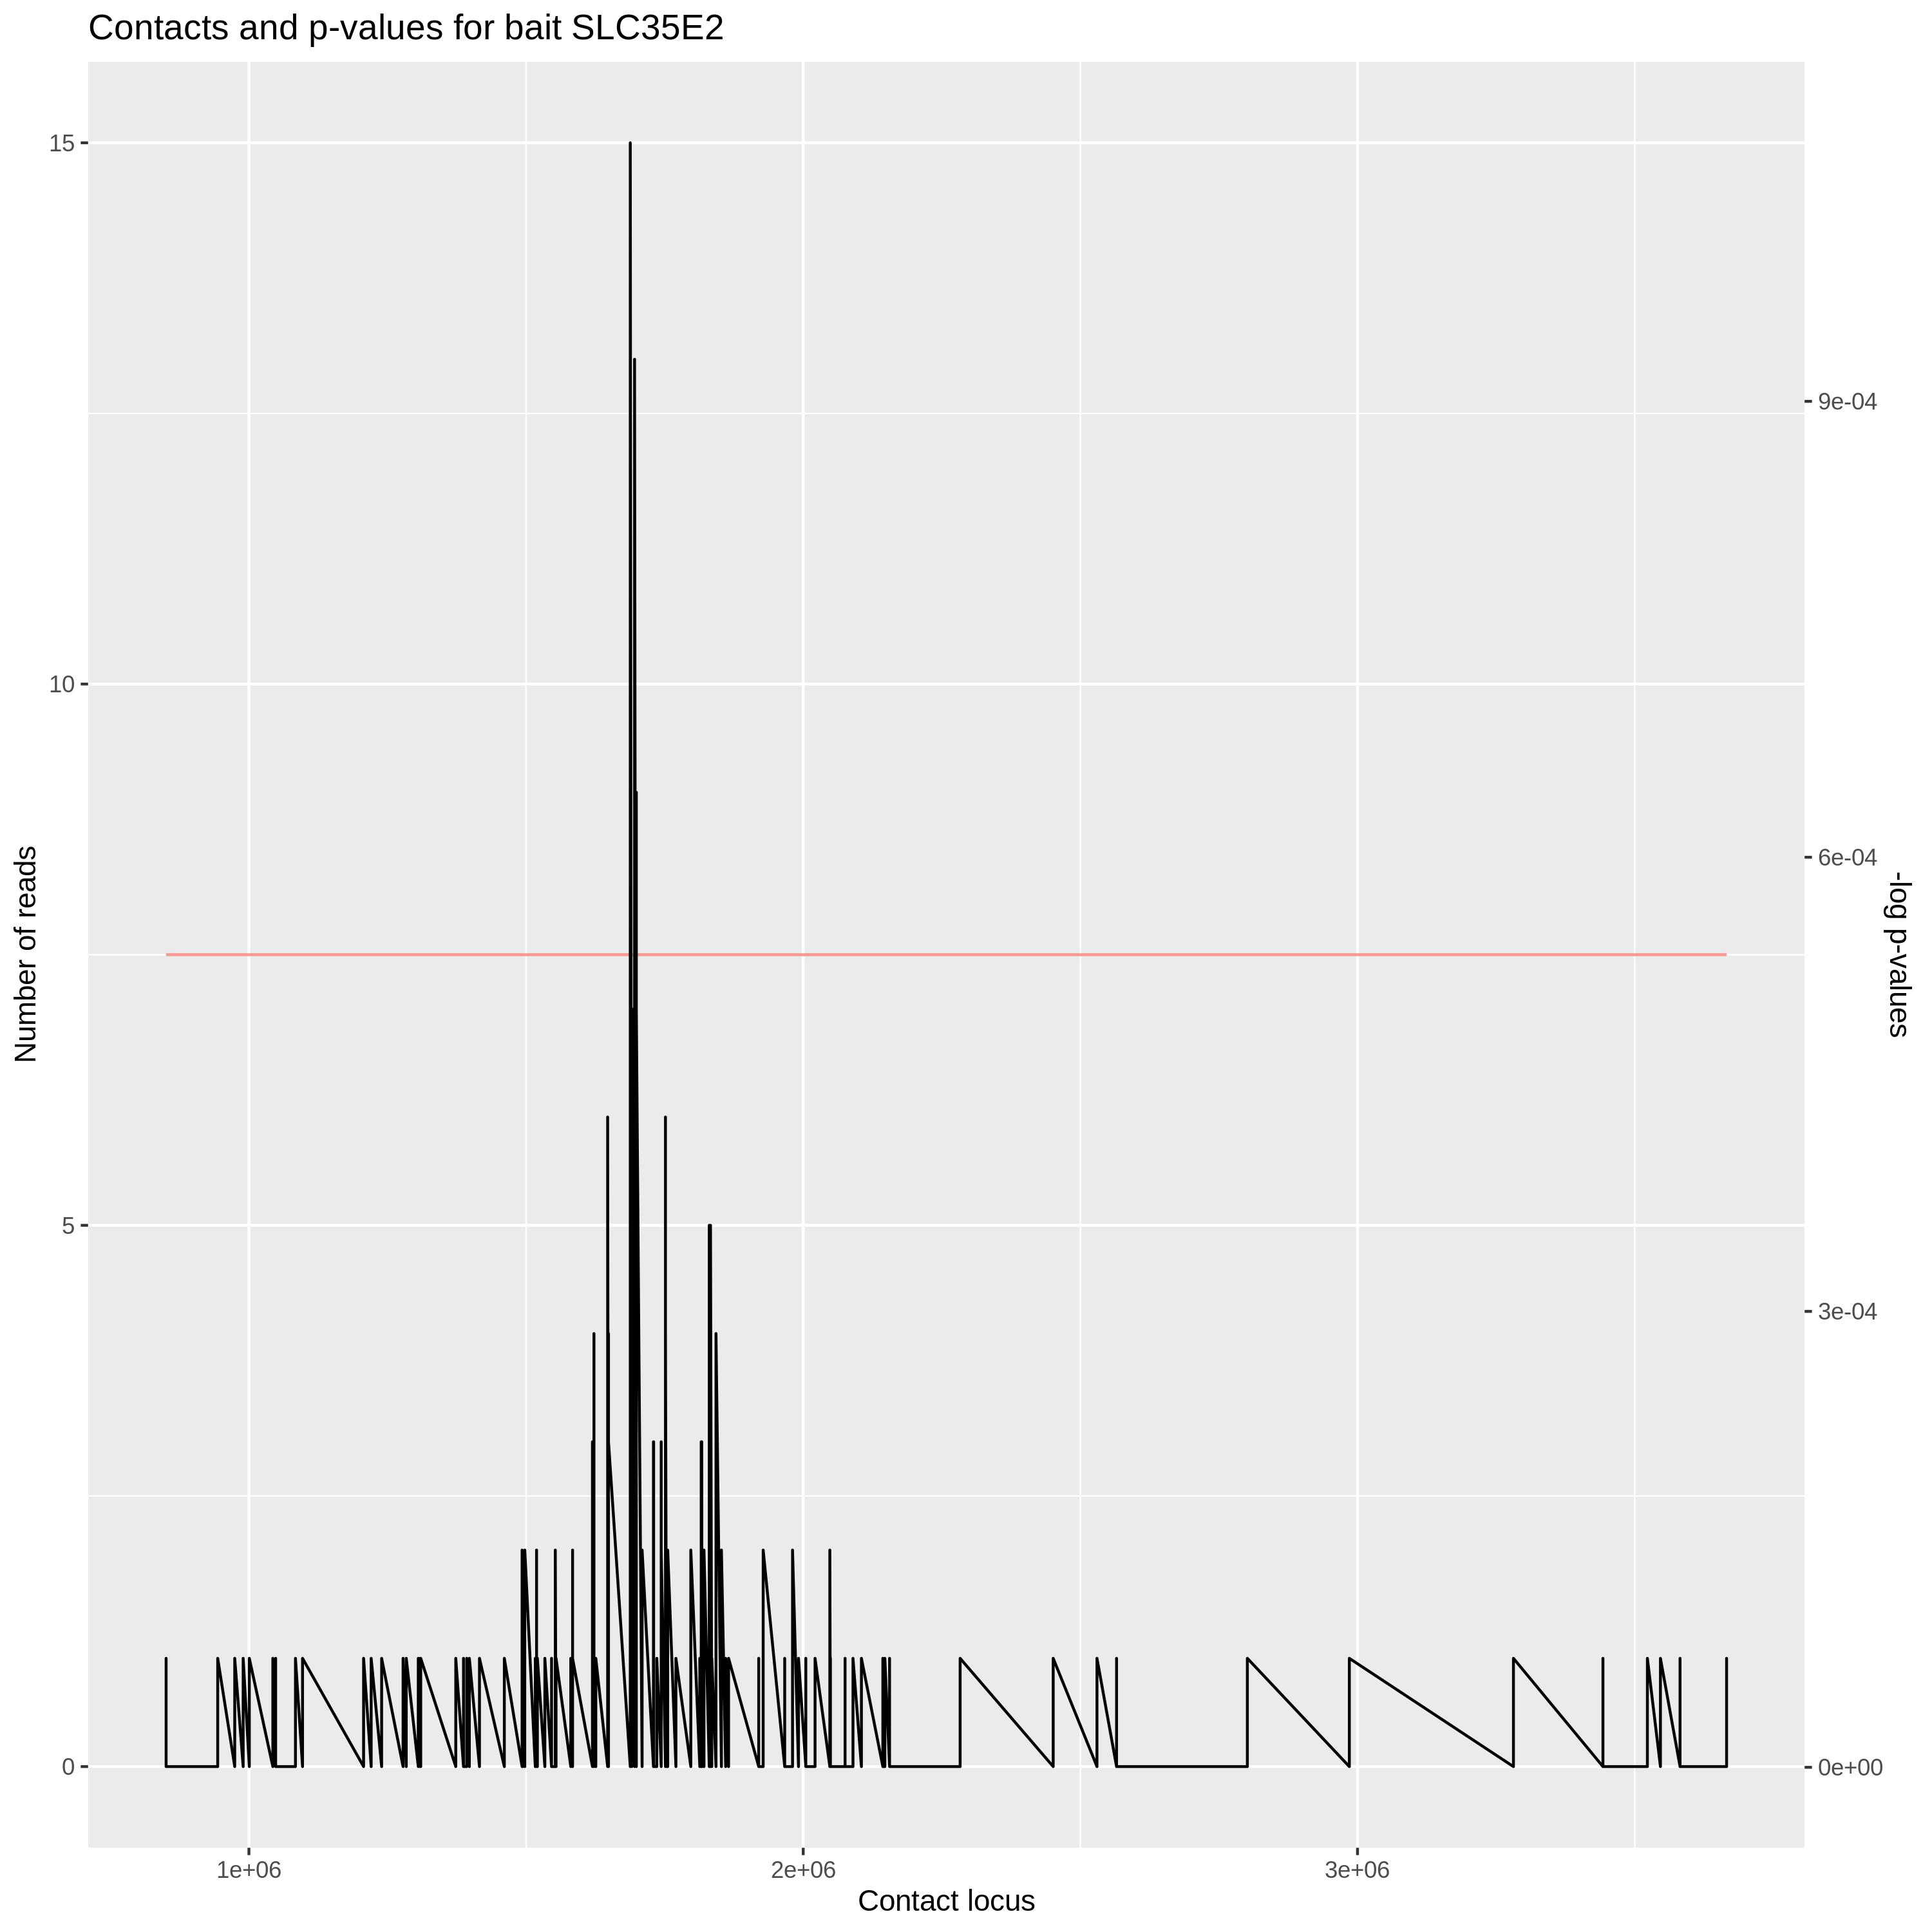 Contacts and p-values for bait SLC35E2
15
10
5
0
Number of reads
9e-04
6e-04
3e-04
0e+00
-log p-values
1e+06
2e+06
3e+06
Contact locus